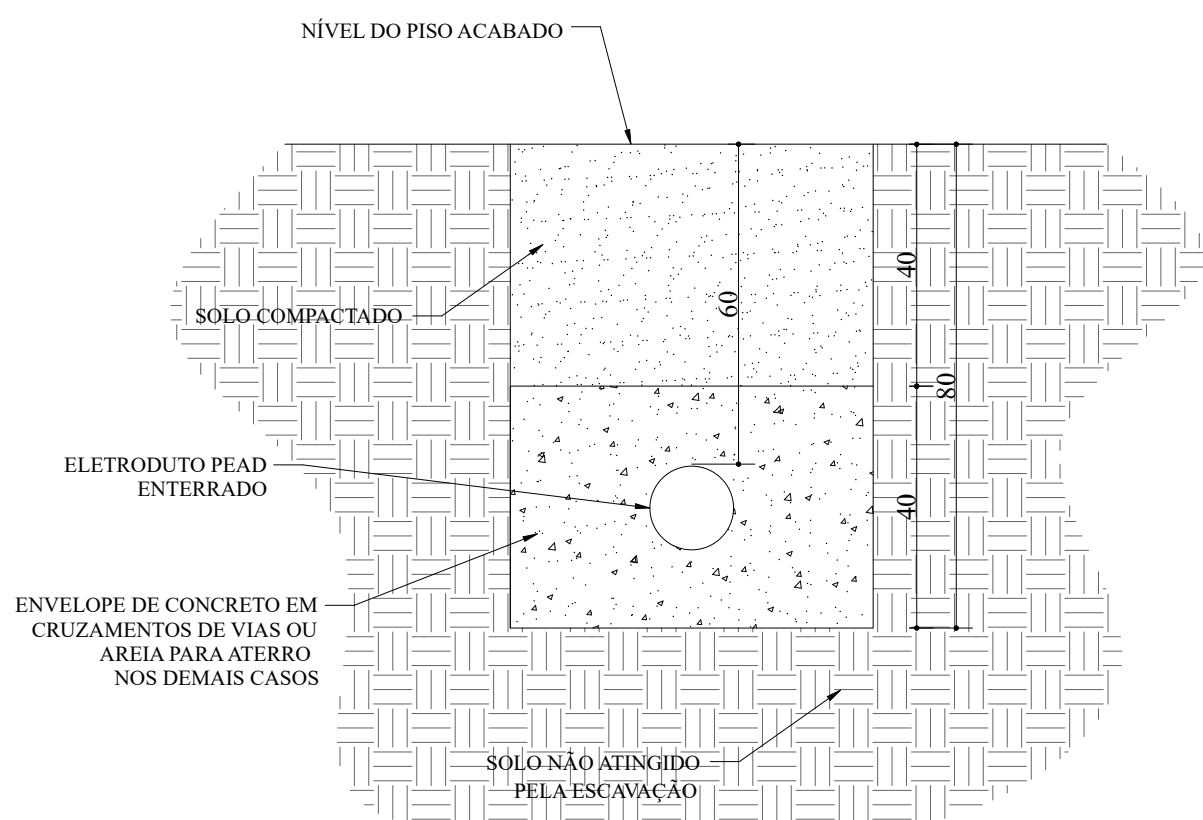 NÍVEL DO PISO ACABADO
40
60
SOLO COMPACTADO
80
ELETRODUTO PEAD
ENTERRADO
40
ENVELOPE DE CONCRETO EM
CRUZAMENTOS DE VIAS OU
AREIA PARA ATERRO
NOS DEMAIS CASOS
SOLO NÃO ATINGIDO
PELA ESCAVAÇÃO